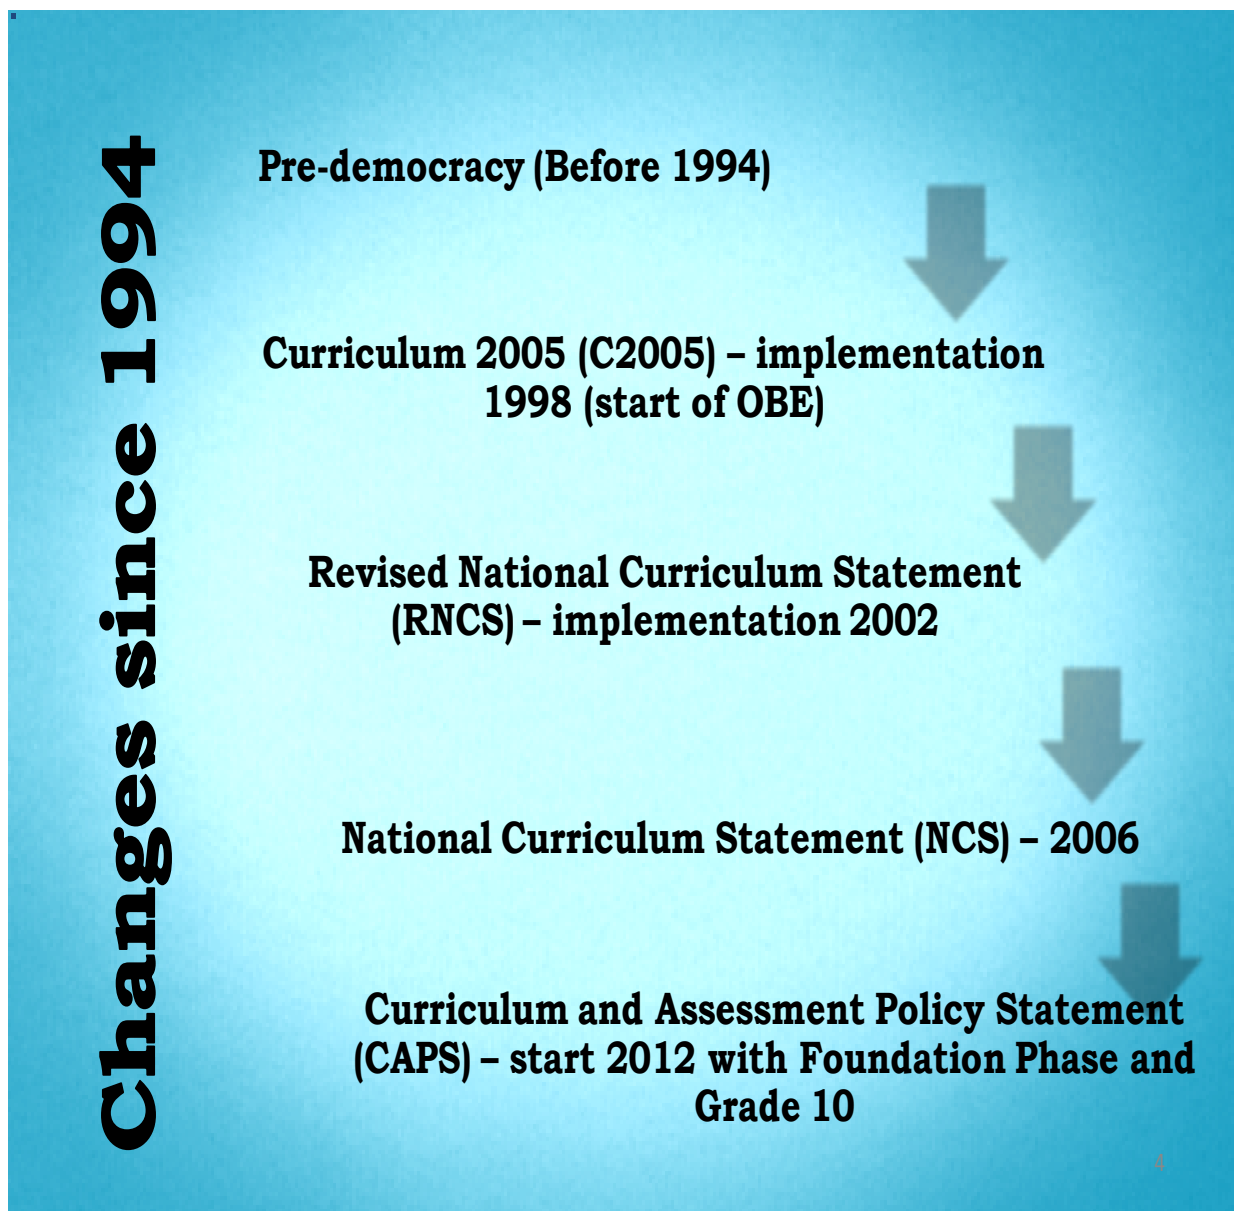 Changes since 1994
Pre-democracy (Before 1994)
Curriculum 2005 (C2005) – implementation
1998 (start of OBE)
Revised National Curriculum Statement
(RNCS) – implementation 2002
National Curriculum Statement (NCS) – 2006
Curriculum and Assessment Policy Statement
(CAPS) – start 2012 with Foundation Phase and
Grade 10
4